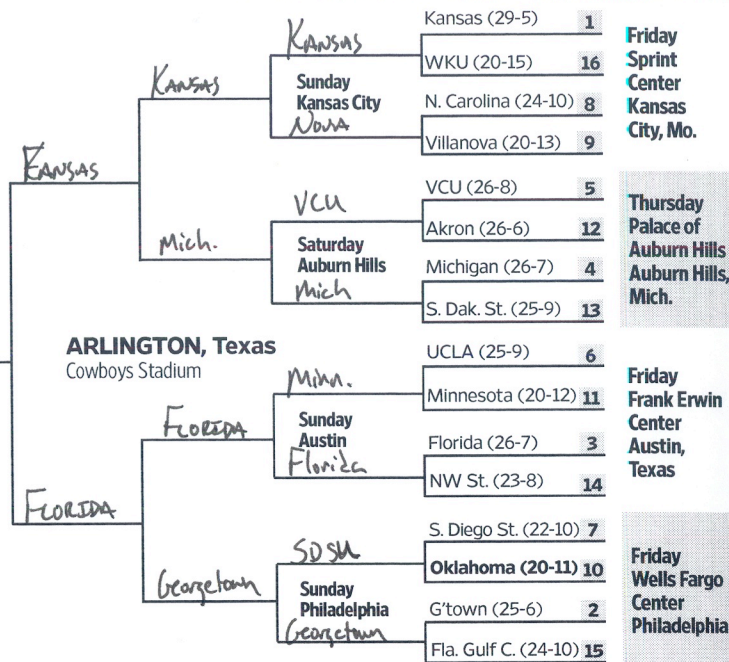 Kansas (29-5) 1
WKU (20-15) 16
N. Carolina (24-10) 8
Villanova (20-13) 9
KANSAS
Sunday
Kansas City
NOVA
Friday
Sprint
Center
Kansas
City, Mo.
KANSAS
VCU (26-8) 5
Akron (26-6) 12
Michigan (26-7) 4
S. Dak. St. (25-9) 13
VCU
Saturday
Auburn Hills
Mich
Thursday
Palace of
Auburn Hills
Auburn Hills,
Mich.
Mich.
KANSAS
ARLINGTON, Texas
Cowboys Stadium
UCLA (25-9) 6
Minnesota (20-12) 11
Florida (26-7) 3
NW St. (23-8) 14
Minn.
Sunday
Austin
Florida
Friday
Frank Erwin
Center
Austin,
Texas
FLORIDA
S. Diego St. (22-10) 7
Oklahoma (20-11) 10
G'town (25-6) 2
Fla. Gulf C. (24-10) 15
SDSU
Sunday
Philadelphia
Georgetown
Friday
Wells Fargo
Center
Philadelphia
Georgetown
FLORIDA